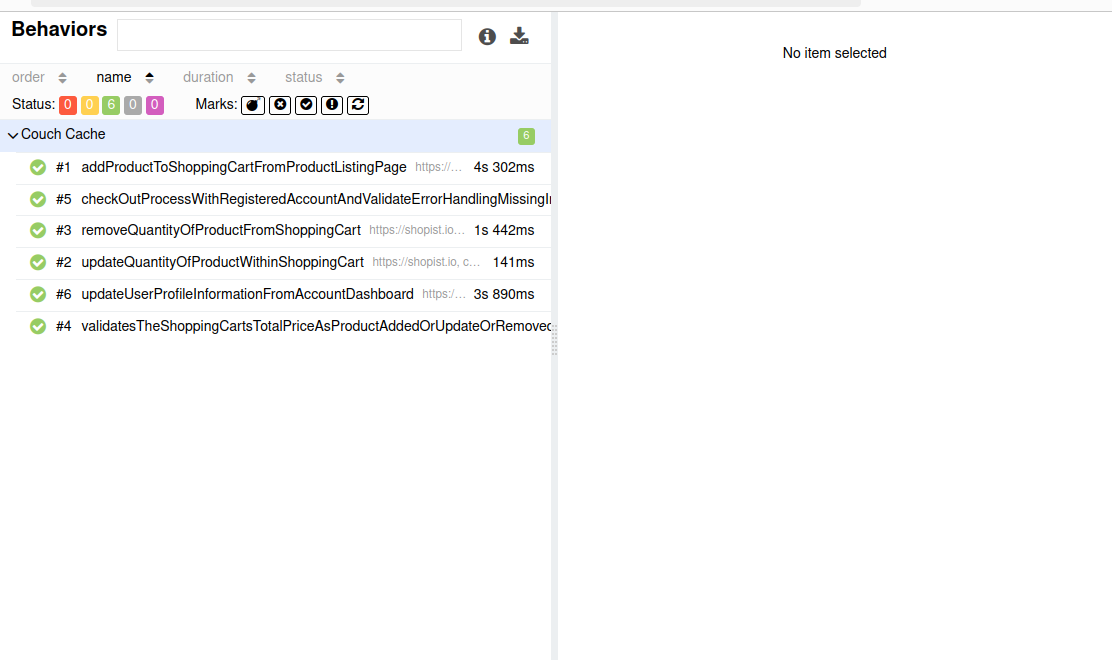 Behaviors
No item selected
order name duration status
Status: 0 0 6 0 0 Marks:
Couch Cache 6
#1 addProductToShoppingCartFromProductListingPage https://... 4s 302ms
#5 checkOutProcessWithRegisteredAccountAndValidateErrorHandlingMissingI
#3 removeQuantityOfProductFromShoppingCart https://shopist.io... 1s 442ms
#2 updateQuantityOfProductWithinShoppingCart https://shopist.io, c... 141ms
#6 updateUserProfileInformationFromAccountDashboard https:/... 3s 890ms
#4 validatesTheShoppingCartsTotalPriceAsProductAddedOrUpdateOrRemoved